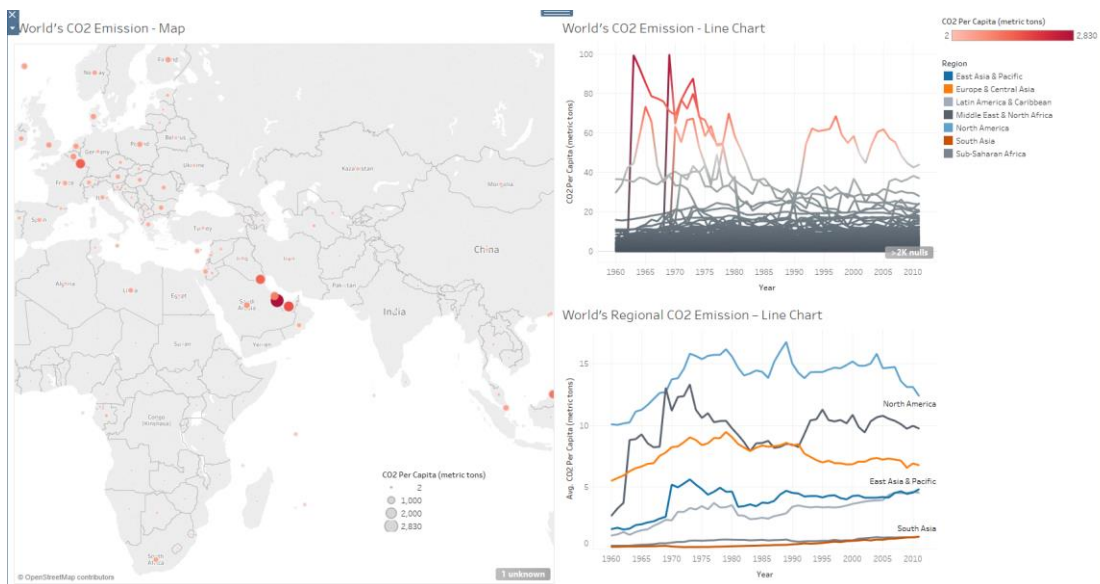 World's CO2 Emission - Map
Finland
Norway
Belarus
Poland
Germany
Ukraine
France
Kazakhstan
Mongolia
Spain
Turkey
China
Iraq
Iran
Algeria
Libya
Egypt
Saudi
Arabia
Pakistan
India
Sudan
Yemen
Congo
(Kinshasa)
South
Africa
CO2 Per Capita (metric tons)
2
1,000
2,000
2,830
© OpenStreetMap contributors
1 unknown
World's CO2 Emission - Line Chart
100
80
60
40
20
0
CO2 Per Capita (metric tons)
>2K nulls
1960 1965 1970 1975 1980 1985 1990 1995 2000 2005 2010
Year
CO2 Per Capita (metric tons)
2 2,830
Region
East Asia & Pacific
Europe & Central Asia
Latin America & Caribbean
Middle East & North Africa
North America
South Asia
Sub-Saharan Africa
World's Regional CO2 Emission – Line Chart
15
10
5
0
Avg. CO2 Per Capita (metric tons)
North America
East Asia & Pacific
South Asia
1960 1965 1970 1975 1980 1985 1990 1995 2000 2005 2010
Year